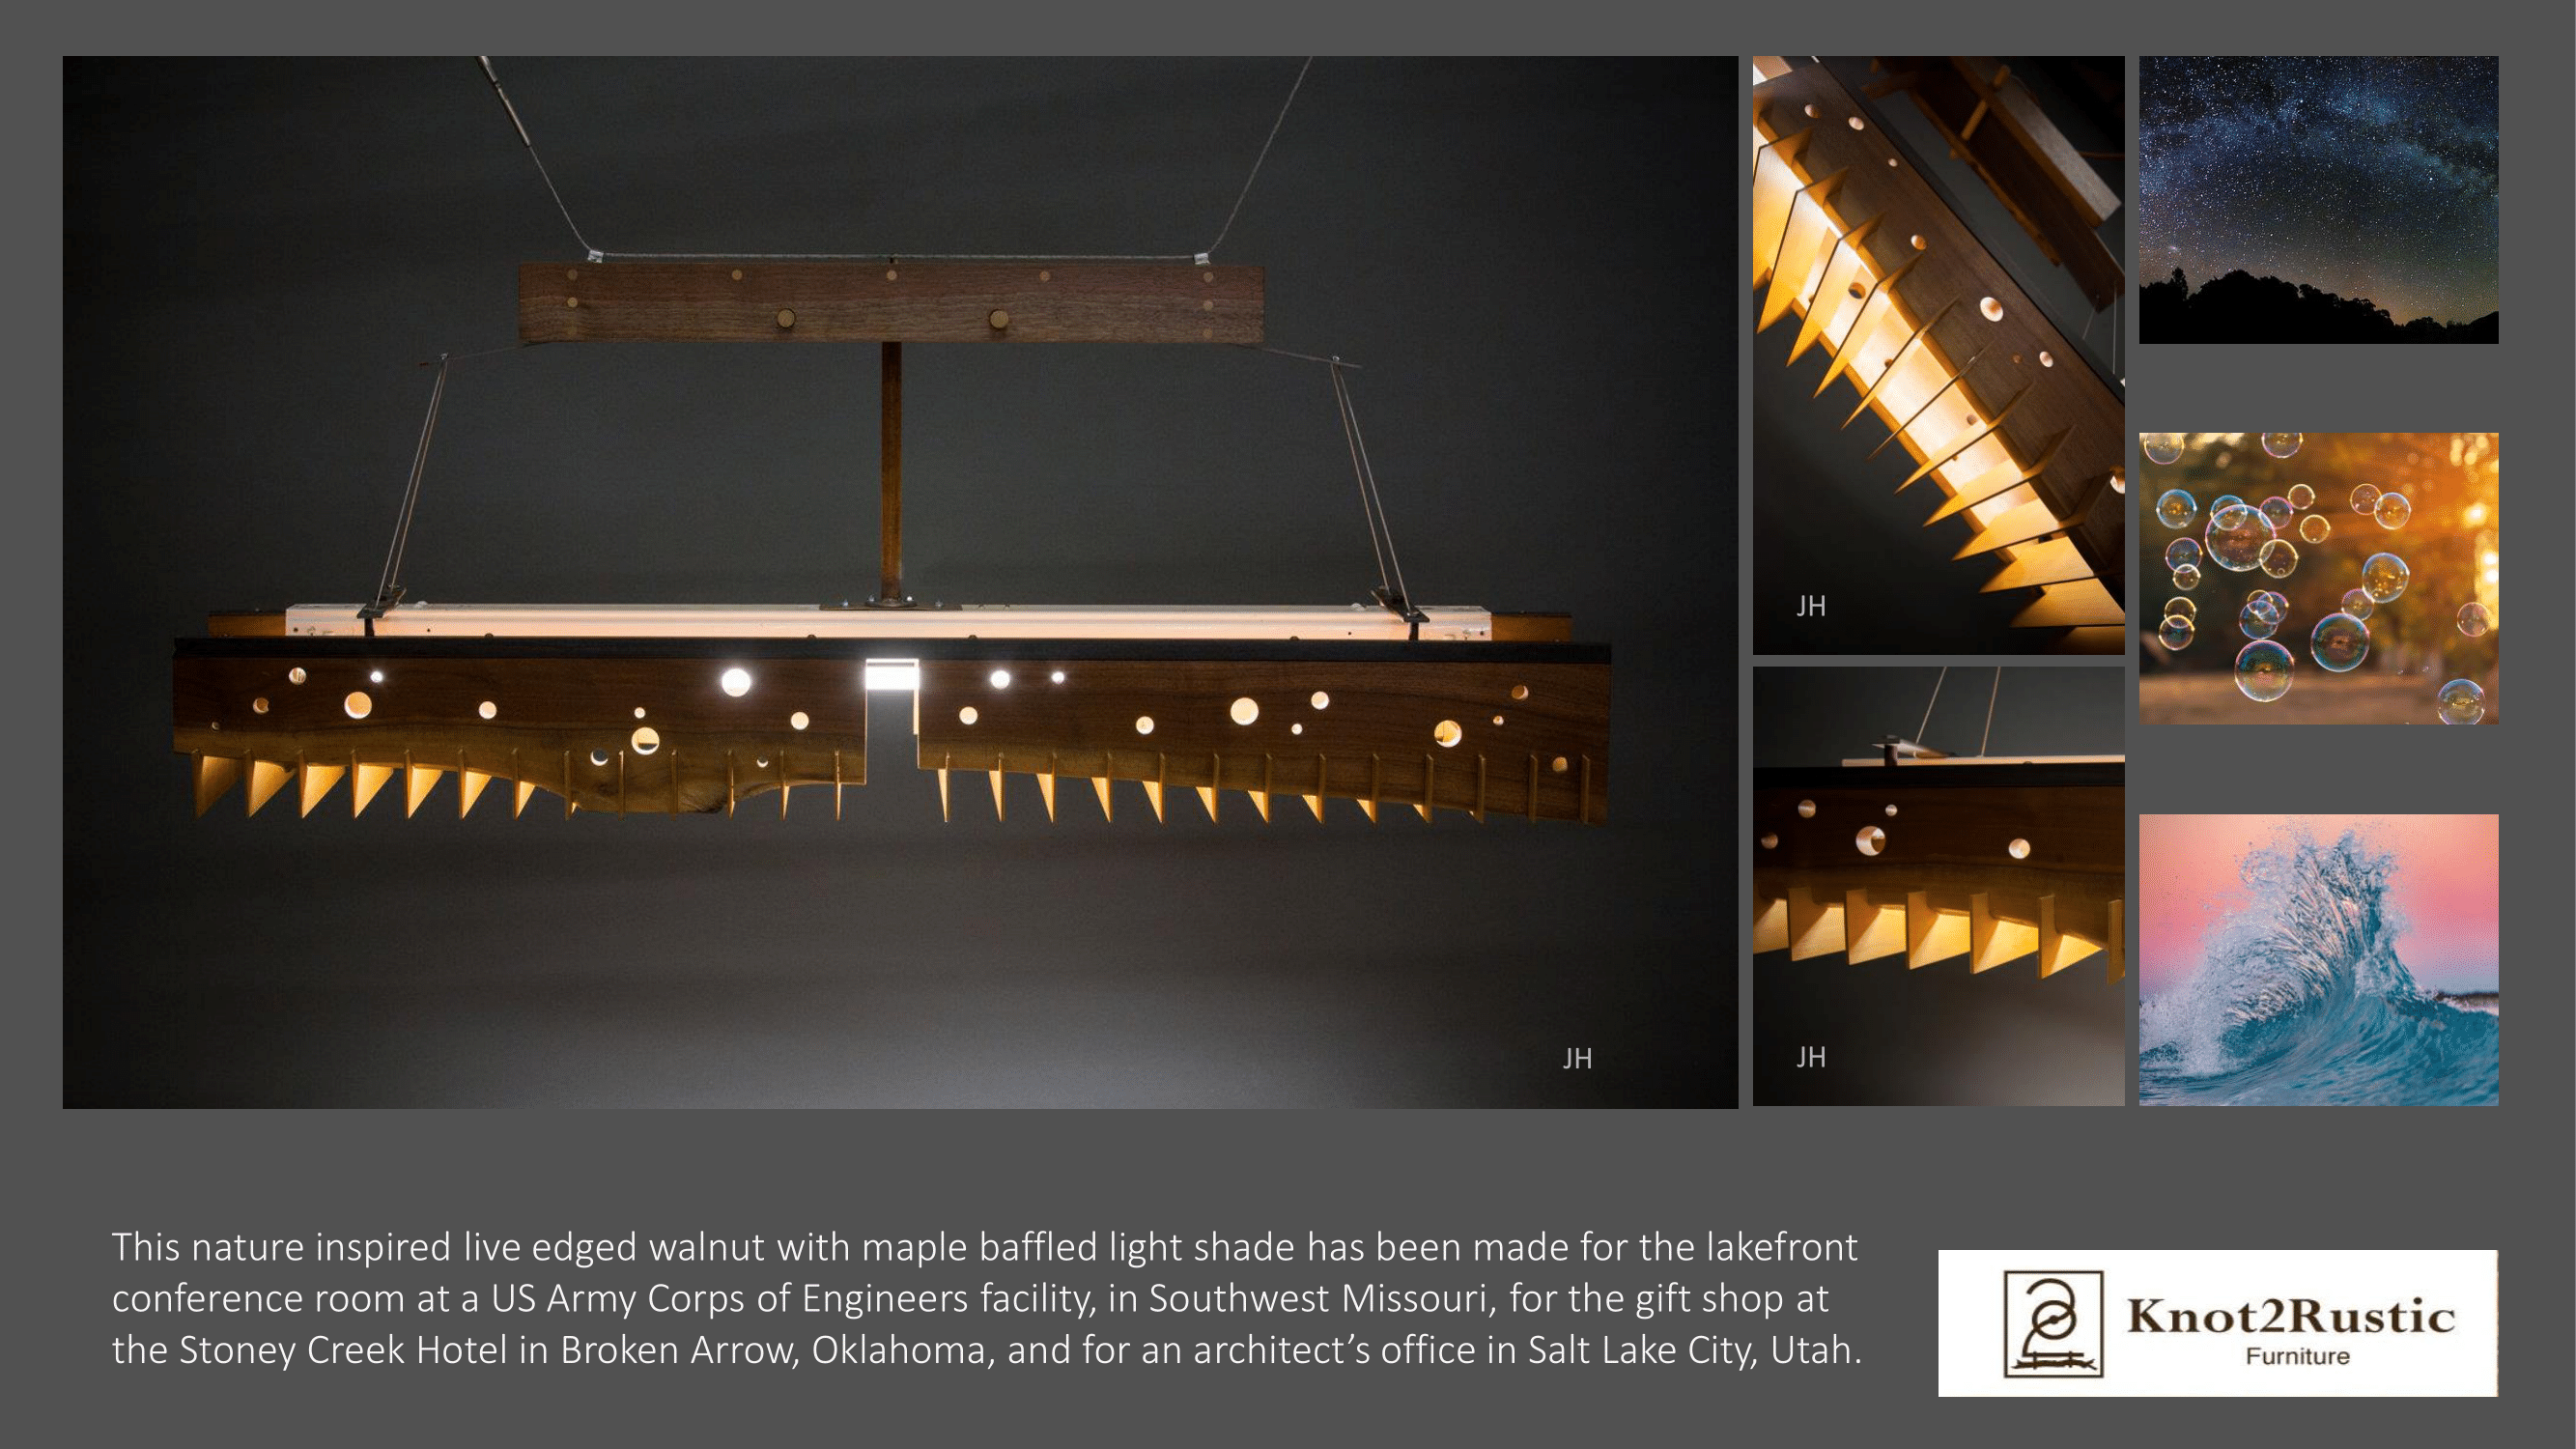 JH
JH
JH
This nature inspired live edged walnut with maple baffled light shade has been made for the lakefront
conference room at a US Army Corps of Engineers facility, in Southwest Missouri, for the gift shop at
the Stoney Creek Hotel in Broken Arrow, Oklahoma, and for an architect’s office in Salt Lake City, Utah.
Knot2Rustic
Furniture